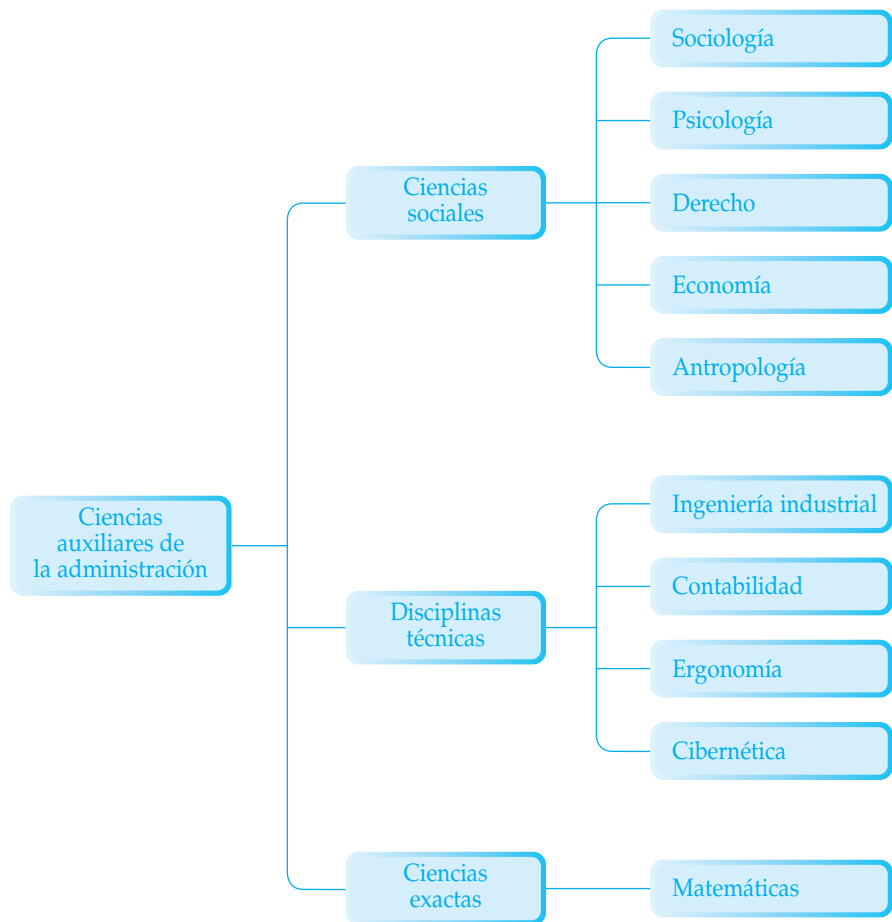 Sociología
Psicología
Ciencias
sociales
Derecho
Economía
Antropología
Ciencias
auxiliares de
la administración
Ingeniería industrial
Contabilidad
Disciplinas
técnicas
Ergonomía
Cibernética
Ciencias
exactas
Matemáticas